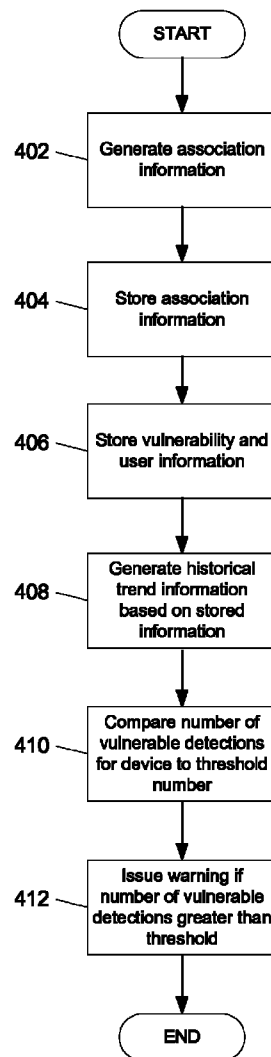 START
402
Generate association
information
404
Store association
information
406
Store vulnerability and
user information
408
Generate historical
trend information
based on stored
information
410
Compare number of
vulnerable detections
for device to threshold
number
412
Issue warning if
number of vulnerable
detections greater than
threshold
END